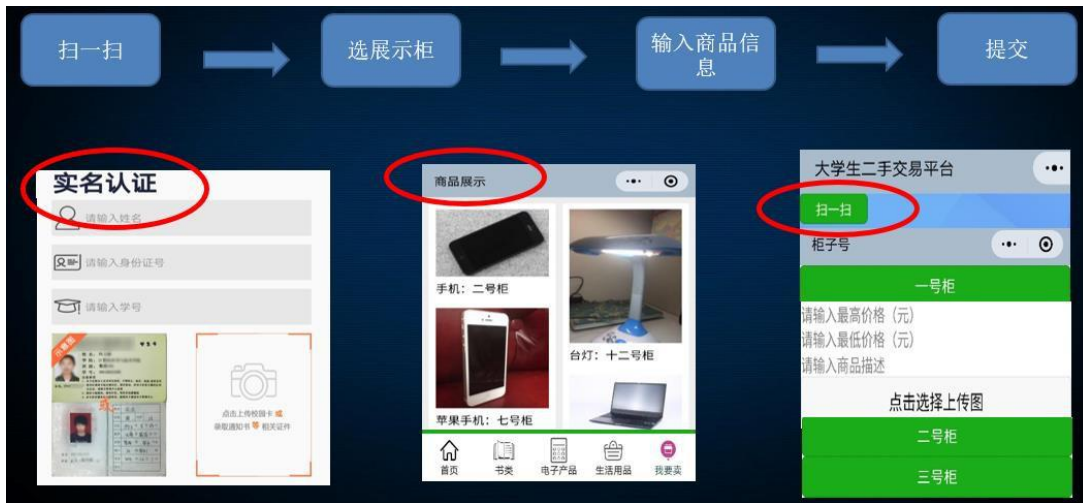 扫一扫
选展示柜
输入商品信
息
提交
实名认证
请输入姓名
请输入身份证号
请输入学号
示意图
或
点击上传校园卡 或
录取通知书 等 相关证件
商品展示
手机：二号柜
台灯：十二号柜
苹果手机：七号柜
首页
书类
电子产品
生活用品
我要卖
大学生二手交易平台
扫一扫
柜子号
一号柜
请输入最高价格（元）
请输入最低价格（元）
请输入商品描述
点击选择上传图
二号柜
三号柜